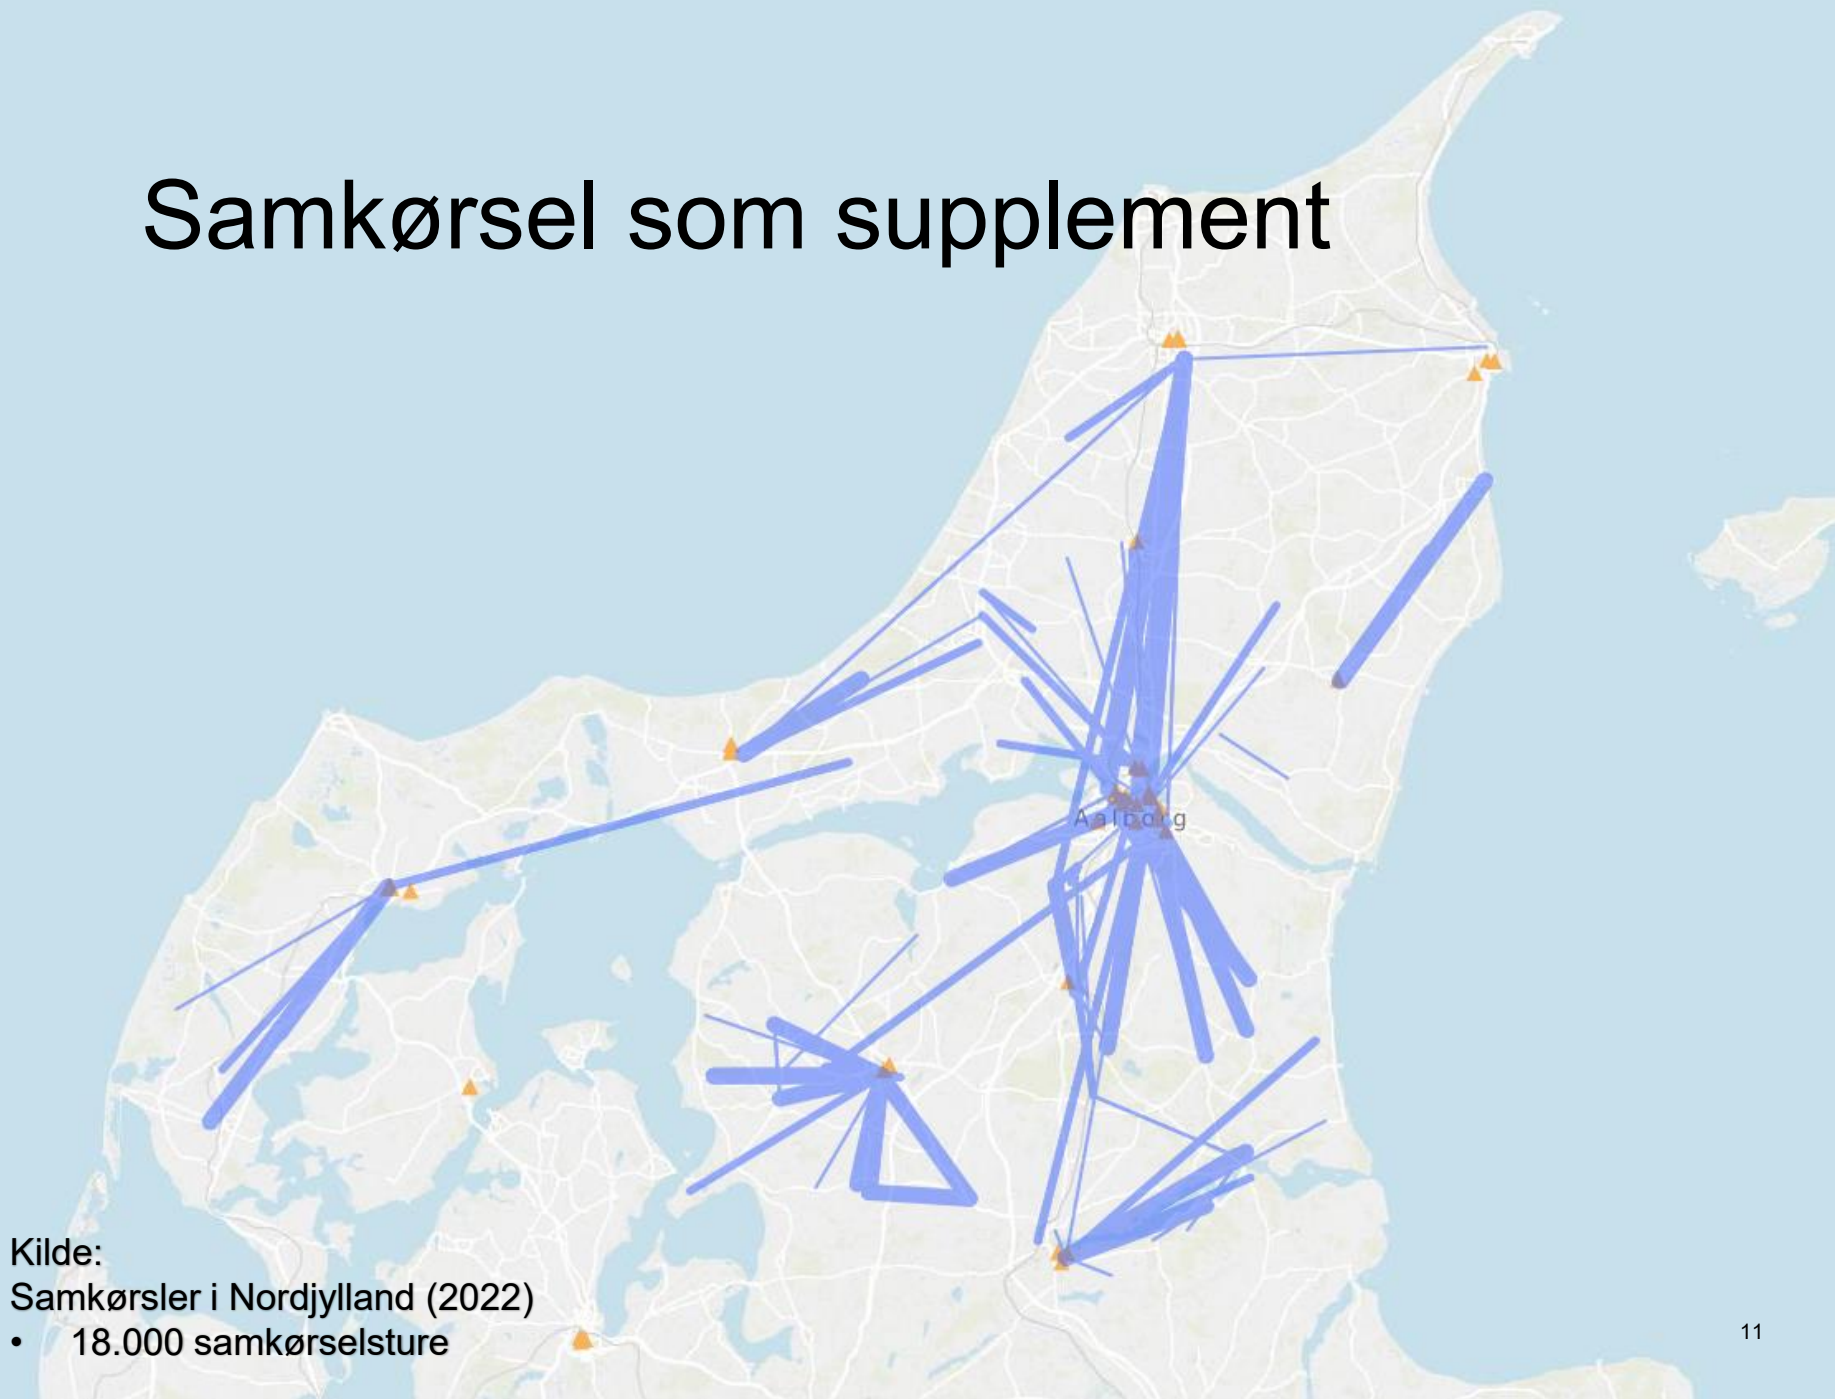 Samkørsel som supplement
Aalborg
Kilde:
Samkørsler i Nordjylland (2022)
• 18.000 samkørselsture
11